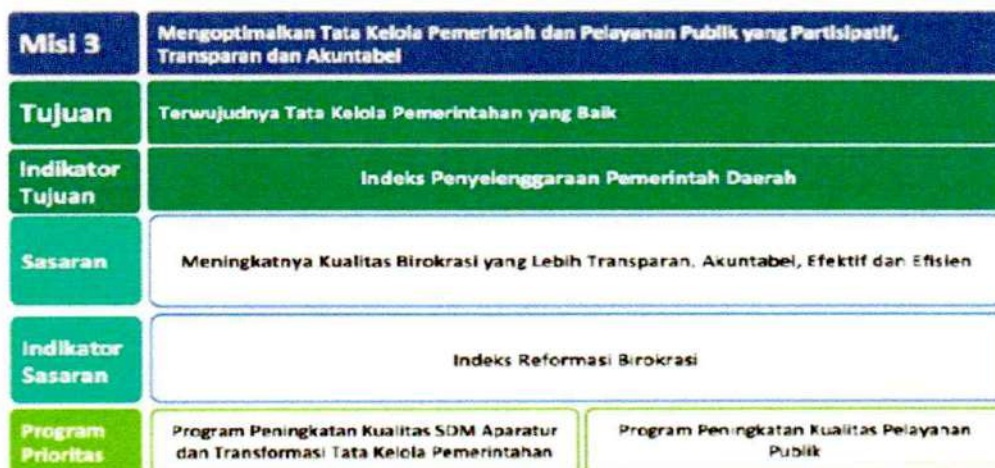 Misi 3
Mengoptimalkan Tata Kelola Pemerintah dan Pelayanan Publik yang Partisipatif,
Transparan dan Akuntabel
Tujuan
Terwujudnya Tata Kelola Pemerintahan yang Baik
Indikator
Tujuan
Indeks Penyelenggaraan Pemerintah Daerah
Sasaran
Meningkatnya Kualitas Birokrasi yang Lebih Transparan, Akuntabel, Efektif dan Efisien
Indikator
Sasaran
Indeks Reformasi Birokrasi
Program
Prioritas
Program Peningkatan Kualitas SDM Aparatur
dan Transformasi Tata Kelola Pemerintahan
Program Peningkatan Kualitas Pelayanan
Publik